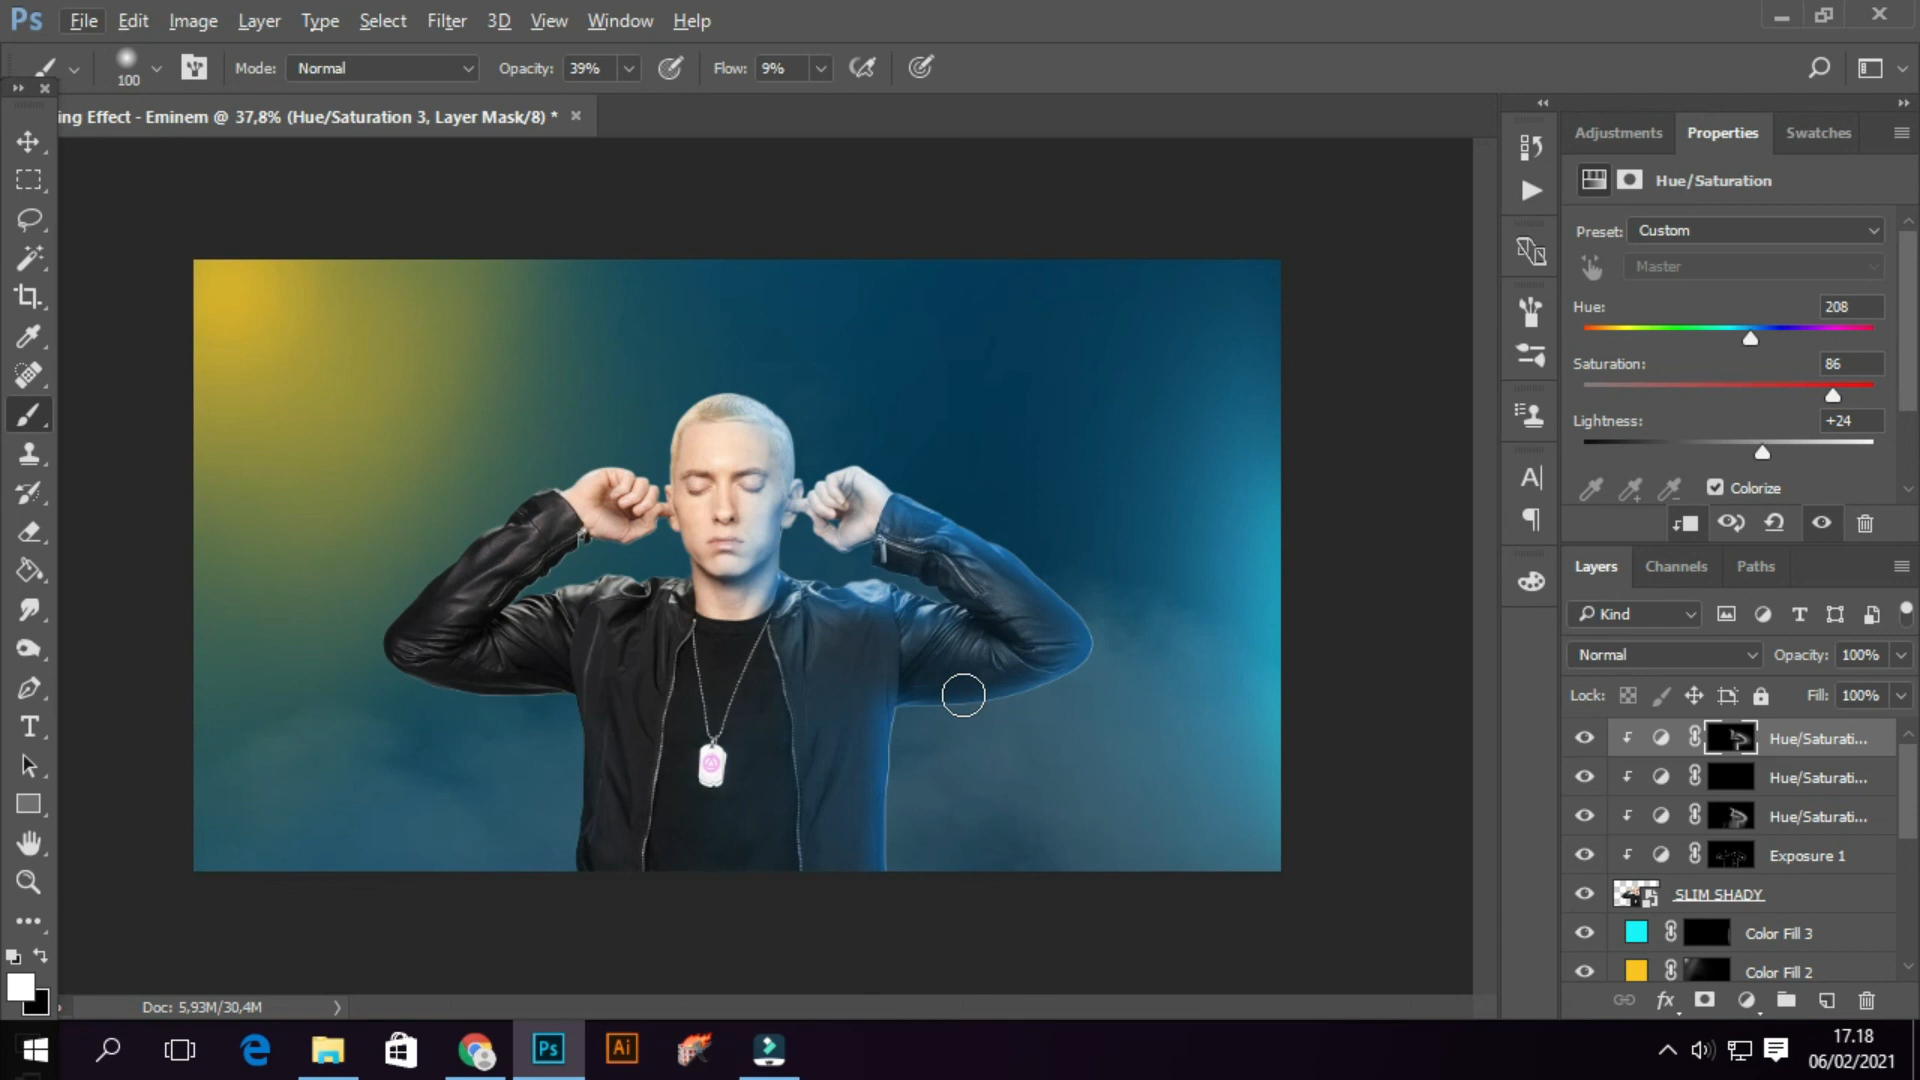 Ps File Edit Image Layer Type Select Filter 3D View Window Help
100 Mode: Normal Opacity: 39% Flow: 9%
ing Effect - Eminem @ 37,8% (Hue/Saturation 3, Layer Mask/8) *
Adjustments Properties Swatches
Hue/Saturation
Preset: Custom
Master
Hue: 208
Saturation: 86
Lightness: +24
Colorize
Layers Channels Paths
Kind
Normal Opacity: 100%
Lock: Fill: 100%
Hue/Saturati...
Hue/Saturati...
Hue/Saturati...
Exposure 1
SLIM SHADY
Color Fill 3
Color Fill 2
fx
Doc: 5,93M/30,4M
Ps Ai
17.18
06/02/2021